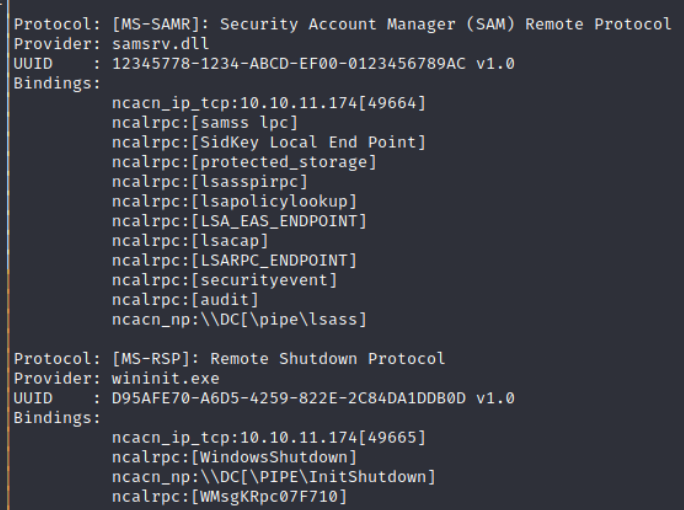 Protocol: [MS-SAMR]: Security Account Manager (SAM) Remote Protocol
Provider: samsrv.dll
UUID    : 12345778-1234-ABCD-EF00-0123456789AC v1.0
Bindings:
          ncacn_ip_tcp:10.10.11.174[49664]
          ncalrpc:[samss lpc]
          ncalrpc:[SidKey Local End Point]
          ncalrpc:[protected_storage]
          ncalrpc:[lsasspirpc]
          ncalrpc:[lsapolicylookup]
          ncalrpc:[LSA_EAS_ENDPOINT]
          ncalrpc:[lsacap]
          ncalrpc:[LSARPC_ENDPOINT]
          ncalrpc:[securityevent]
          ncalrpc:[audit]
          ncacn_np:\\DC[\pipe\lsass]

Protocol: [MS-RSP]: Remote Shutdown Protocol
Provider: wininit.exe
UUID    : D95AFE70-A6D5-4259-822E-2C84DA1DDB0D v1.0
Bindings:
          ncacn_ip_tcp:10.10.11.174[49665]
          ncalrpc:[WindowsShutdown]
          ncacn_np:\\DC[\PIPE\InitShutdown]
          ncalrpc:[WMsgKRpc07F710]